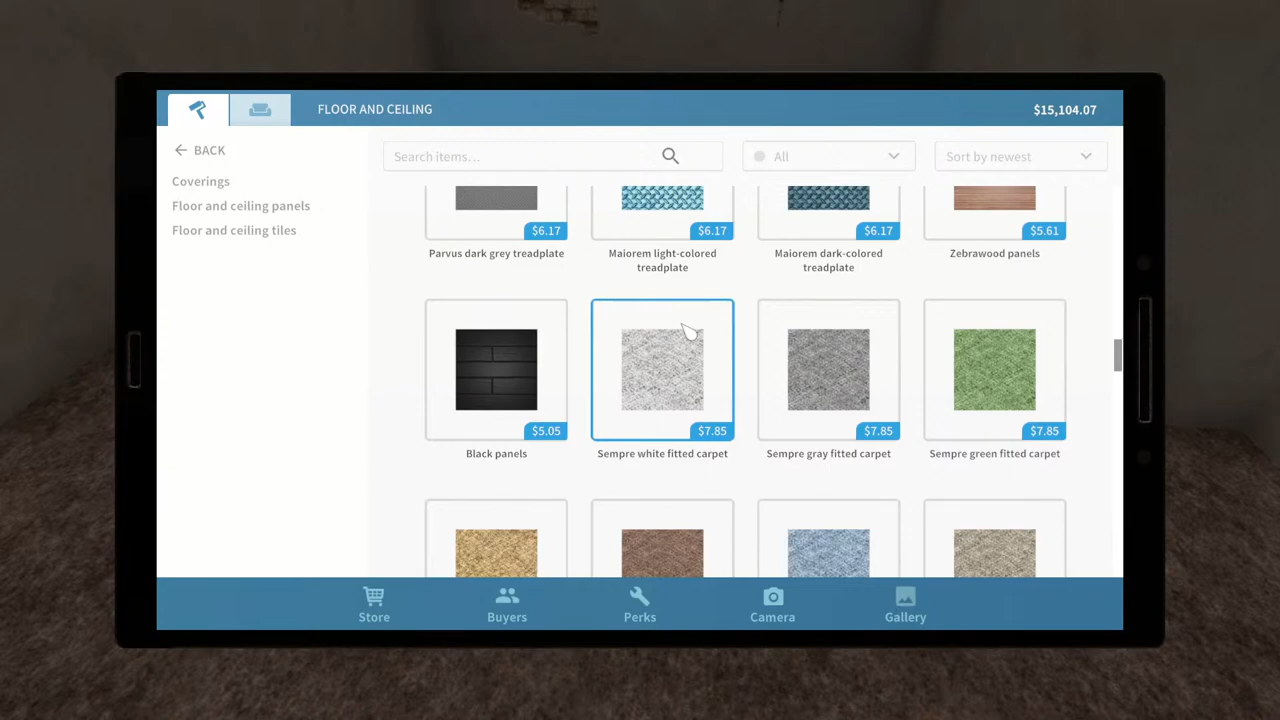 FLOOR AND CEILING
$15,104.07
BACK
Coverings
Floor and ceiling panels
Floor and ceiling tiles
Search items...
All
Sort by newest
$6.17
$6.17
$6.17
$5.61
Parvus dark grey treadplate
Maiorem light-colored
treadplate
Maiorem dark-colored
treadplate
Zebrawood panels
$5.05
$7.85
$7.85
$7.85
Black panels
Sempre white fitted carpet
Sempre gray fitted carpet
Sempre green fitted carpet
Store
Buyers
Perks
Camera
Gallery